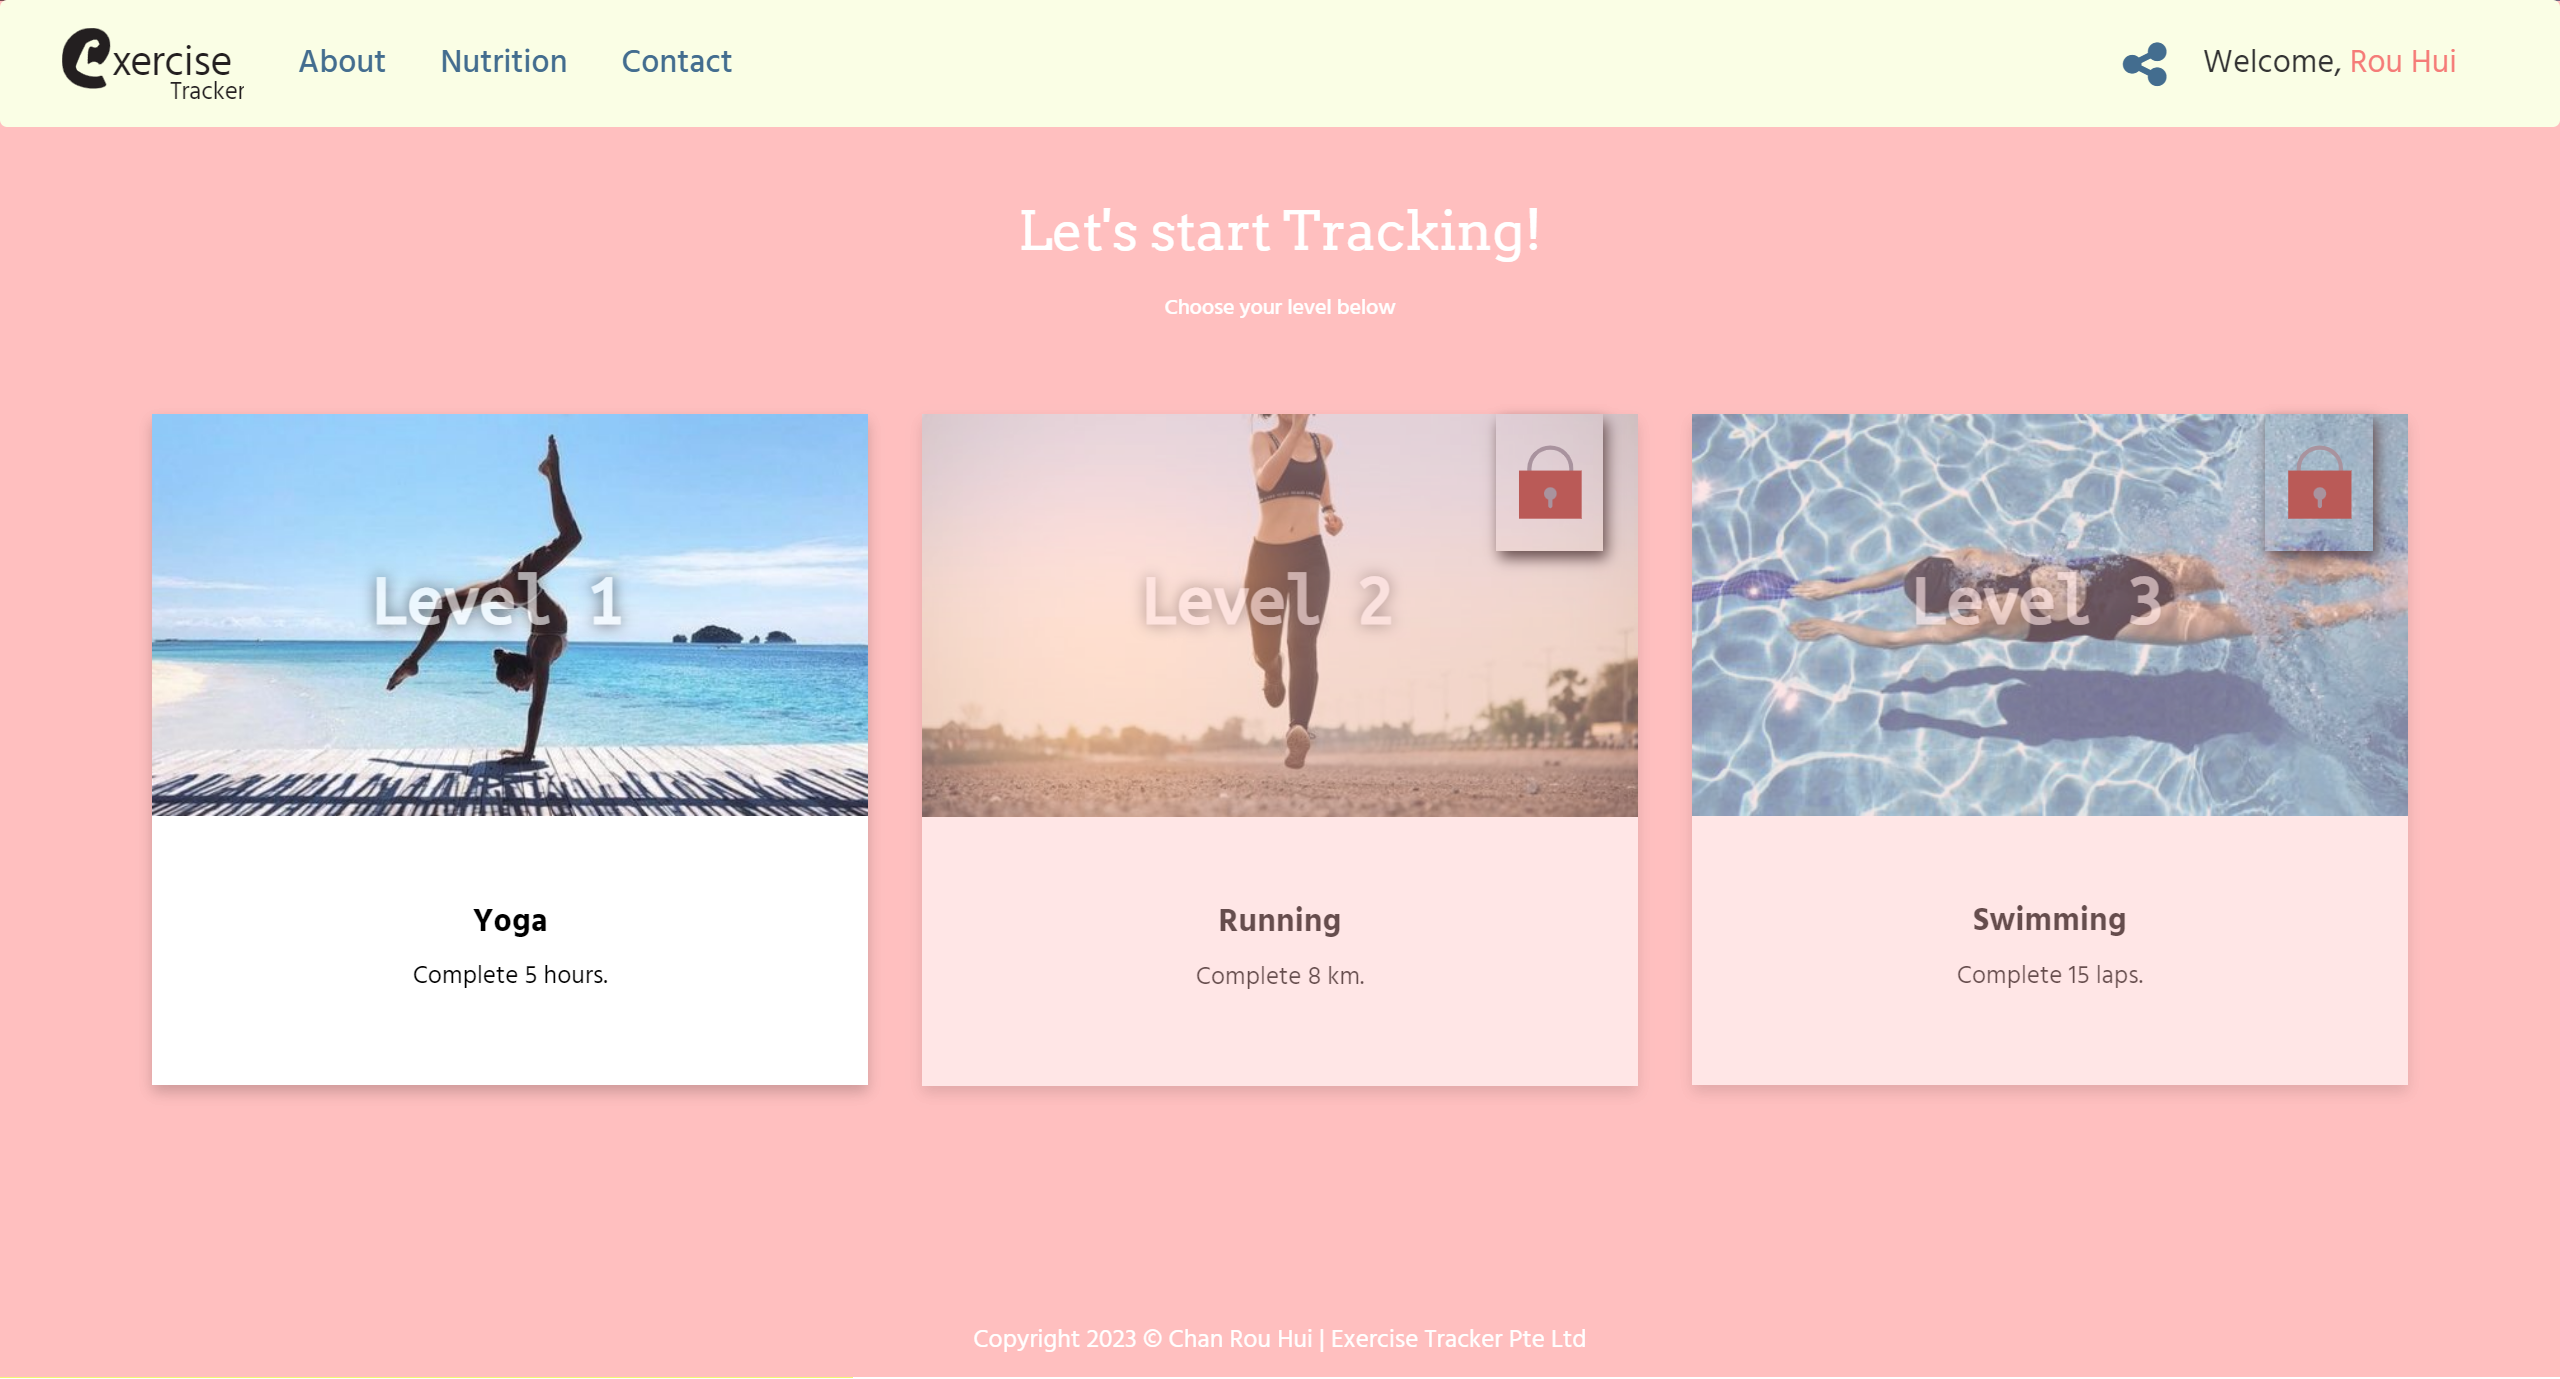 Exercise
Tracker
About
Nutrition
Contact
Welcome, Rou Hui
Let's start Tracking!
Choose your level below
Level 1
Level 2
Level 3
Yoga
Complete 5 hours.
Running
Complete 8 km.
Swimming
Complete 15 laps.
Copyright 2023 © Chan Rou Hui | Exercise Tracker Pte Ltd